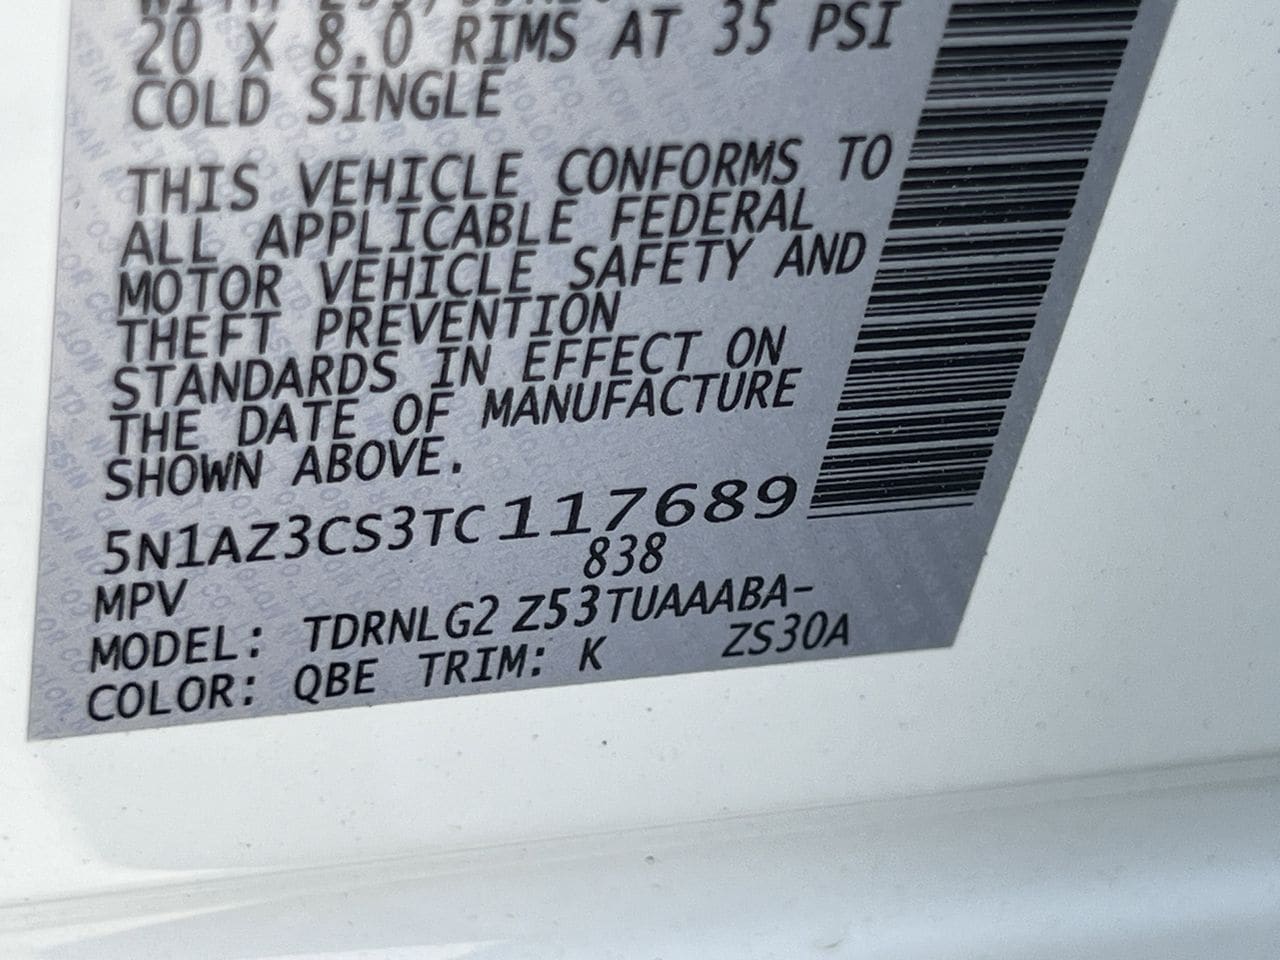 20 X 8.0 RIMS AT 35 PSI
COLD SINGLE
THIS VEHICLE CONFORMS TO
ALL APPLICABLE FEDERAL
MOTOR VEHICLE SAFETY AND
THEFT PREVENTION
STANDARDS IN EFFECT ON
THE DATE OF MANUFACTURE
SHOWN ABOVE.
5N1AZ3CS3TC117689
MPV 838
MODEL: TDRNLG2 Z53TUAAABA-
COLOR: QBE TRIM: K ZS30A